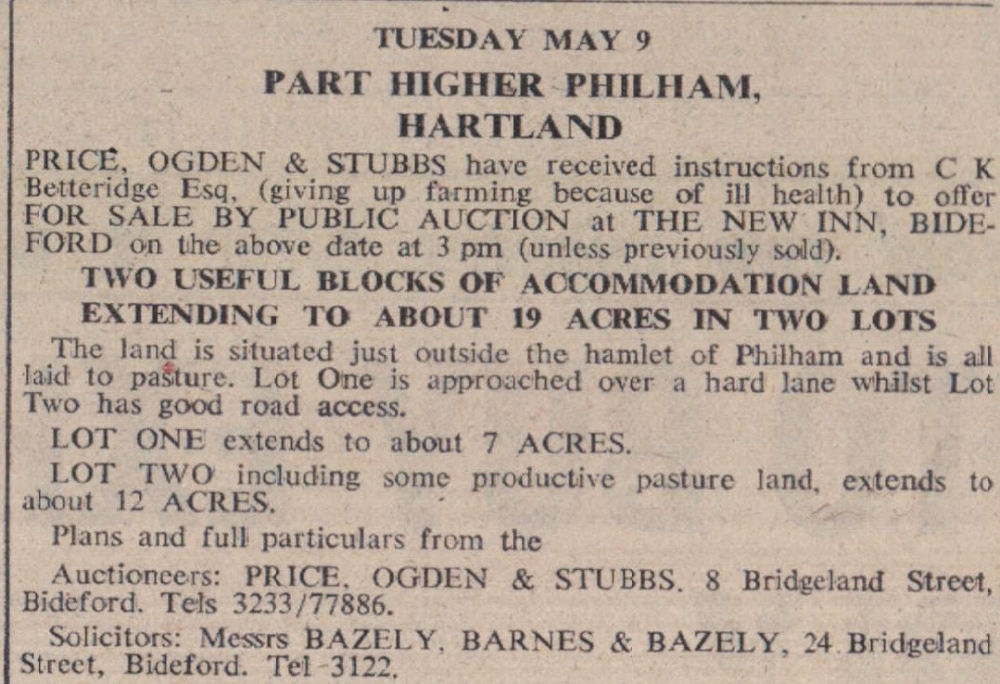 TUESDAY MAY 9
PART HIGHER PHILHAM,
HARTLAND
PRICE, OGDEN & STUBBS have received instructions from C K
Betteridge Esq, (giving up farming because of ill health) to offer
FOR SALE BY PUBLIC AUCTION at THE NEW INN, BIDE-
FORD on the above date at 3 pm (unless previously sold).
TWO USEFUL BLOCKS OF ACCOMMODATION LAND
EXTENDING TO ABOUT 19 ACRES IN TWO LOTS
The land is situated just outside the hamlet of Philham and is all
laid to pasture. Lot One is approached over a hard lane whilst Lot
Two has good road access.
LOT ONE extends to about 7 ACRES.
LOT TWO including some productive pasture land, extends to
about 12 ACRES.
Plans and full particulars from the
Auctioneers: PRICE, OGDEN & STUBBS, 8 Bridgeland Street,
Bideford. Tels 3233/77886.
Solicitors: Messrs BAZELY, BARNES & BAZELY, 24 Bridgeland
Street, Bideford. Tel 3122.